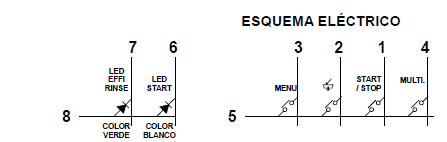 ESQUEMA ELÉCTRICO
7 6 3 2 1 4
LED
EFFI
RINSE
LED
START
MENU
START
/ STOP
MULTI.
8
5
COLOR
VERDE
COLOR
BLANCO